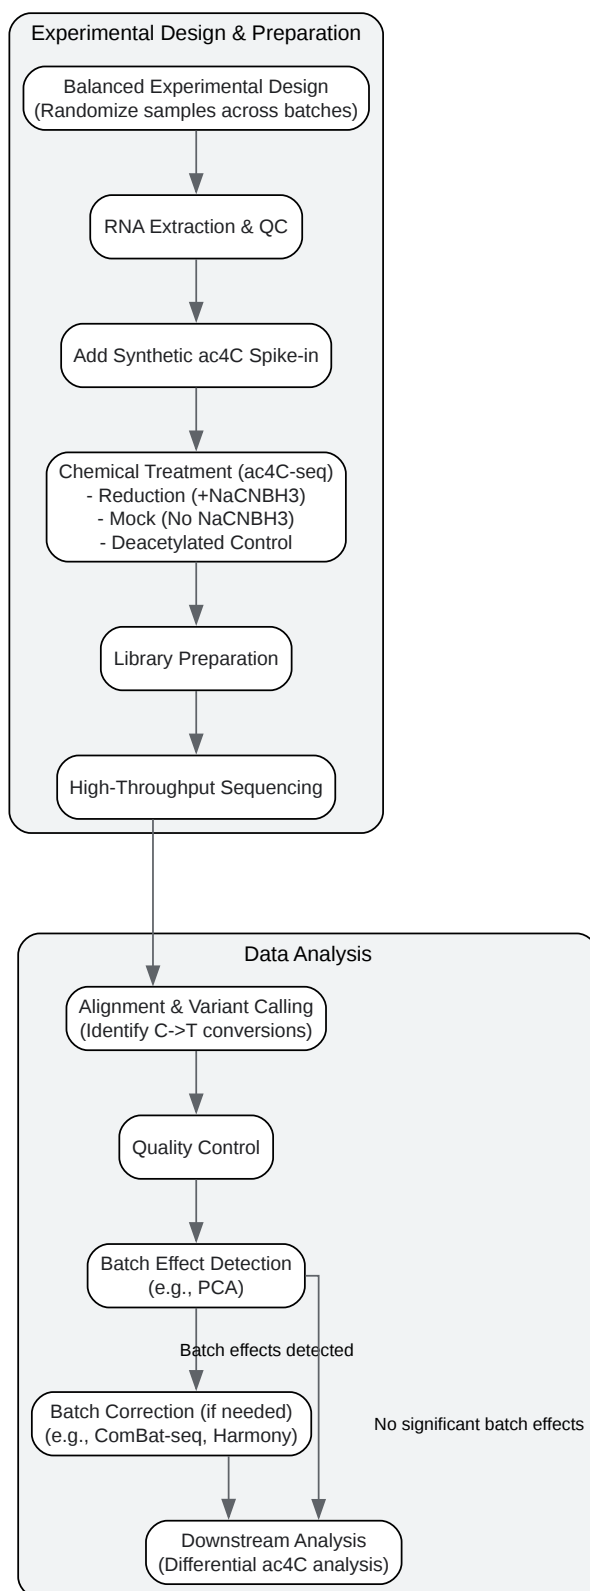 Experimental Design & Preparation
Balanced Experimental Design
(Randomize samples across batches)
RNA Extraction & QC
Add Synthetic ac4C Spike-in
Chemical Treatment (ac4C-seq)
- Reduction (+NaCNBH3)
- Mock (No NaCNBH3)
- Deacetylated Control
Library Preparation
High-Throughput Sequencing
Data Analysis
Alignment & Variant Calling
(Identify C->T conversions)
Quality Control
Batch Effect Detection
(e.g., PCA)
Batch effects detected
Batch Correction (if needed)
(e.g., ComBat-seq, Harmony)
No significant batch effects
Downstream Analysis
(Differential ac4C analysis)